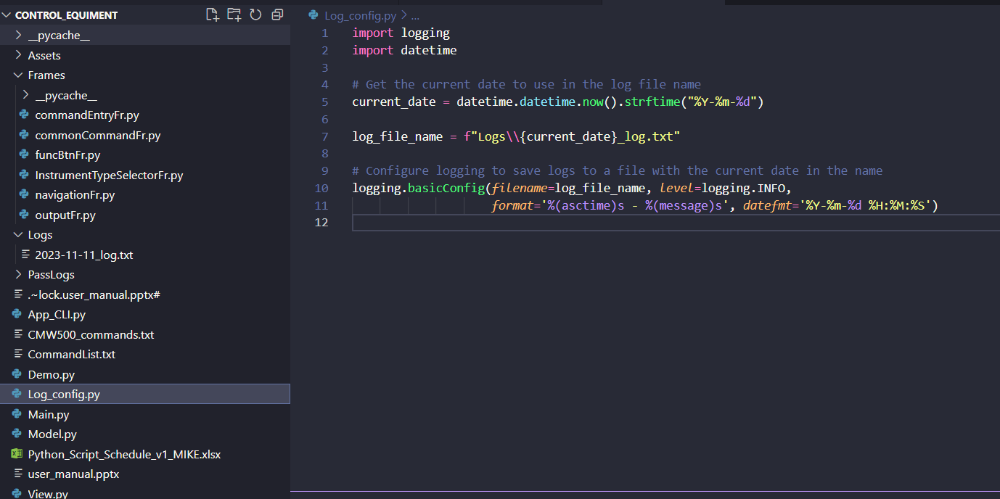 CONTROL_EQUIMENT
__pycache__
Assets
Frames
__pycache__
commandEntryFr.py
commonCommandFr.py
funcBtnFr.py
InstrumentTypeSelectorFr.py
navigationFr.py
outputFr.py
Logs
2023-11-11_log.txt
PassLogs
.~lock.user_manual.pptx#
App_CLI.py
CMW500_commands.txt
CommandList.txt
Demo.py
Log_config.py
Main.py
Model.py
Python_Script_Schedule_v1_MIKE.xlsx
user_manual.pptx
View.py
Log_config.py > ...
1 import logging
2 import datetime
3
4 # Get the current date to use in the log file name
5 current_date = datetime.datetime.now().strftime("%Y-%m-%d")
6
7 log_file_name = f"Logs\\{current_date}_log.txt"
8
9 # Configure logging to save logs to a file with the current date in the name
10 logging.basicConfig(filename=log_file_name, level=logging.INFO,
11 format='%(asctime)s - %(message)s', datefmt='%Y-%m-%d %H:%M:%S')
12